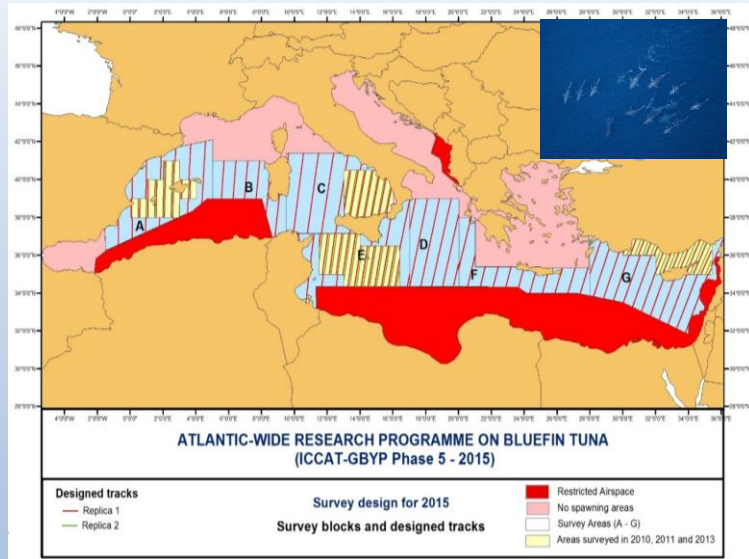 A
B
C
D
E
F
G
ATLANTIC-WIDE RESEARCH PROGRAMME ON BLUEFIN TUNA
(ICCAT-GBYP Phase 5 - 2015)
Designed tracks
Replica 1
Replica 2
Survey design for 2015
Survey blocks and designed tracks
Restricted Airspace
No spawning areas
Survey Areas (A - G)
Areas surveyed in 2010, 2011 and 2013